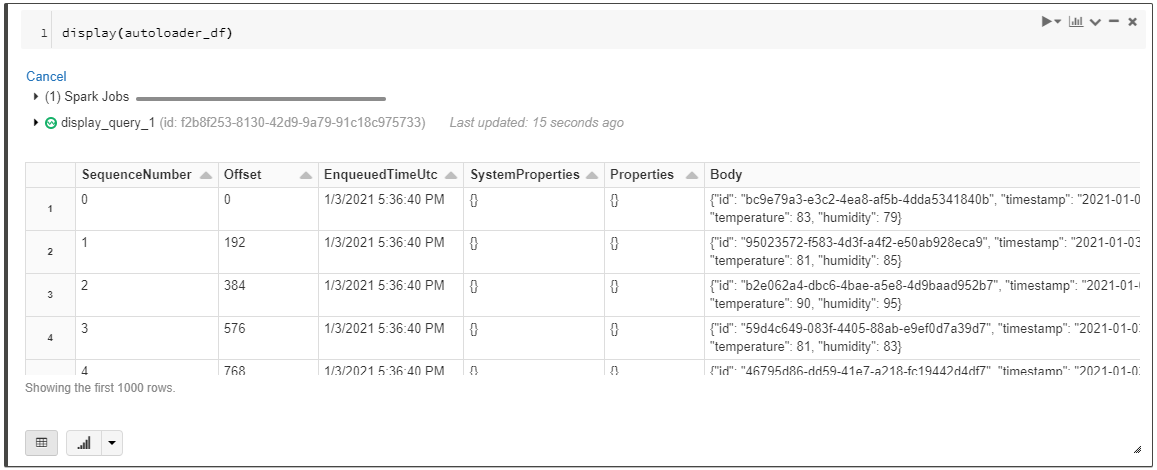 1 display(autoloader_df)
Cancel
(1) Spark Jobs
display_query_1 (id: f2b8f253-8130-42d9-9a79-91c18c975733) Last updated: 15 seconds ago
SequenceNumber Offset EnqueuedTimeUtc SystemProperties Properties Body
1 0 0 1/3/2021 5:36:40 PM {} {} {"id": "bc9e79a3-e3c2-4ea8-af5b-4dda5341840b", "timestamp": "2021-01-0
"temperature": 83, "humidity": 79}
2 1 192 1/3/2021 5:36:40 PM {} {} {"id": "95023572-f583-4d3f-a4f2-e50ab928eca9", "timestamp": "2021-01-03
"temperature": 81, "humidity": 85}
3 2 384 1/3/2021 5:36:40 PM {} {} {"id": "b2e062a4-dbc6-4bae-a5e8-4d9baad952b7", "timestamp": "2021-01-
"temperature": 90, "humidity": 95}
4 3 576 1/3/2021 5:36:40 PM {} {} {"id": "59d4c649-083f-4405-88ab-e9ef0d7a39d7", "timestamp": "2021-01-0
"temperature": 81, "humidity": 83}
4 768 1/3/2021 5:36:40 PM {} {} {"id": "46795d86-dd59-41e7-a218-fc19442d4df7", "timestamp": "2021-01-0
Showing the first 1000 rows.